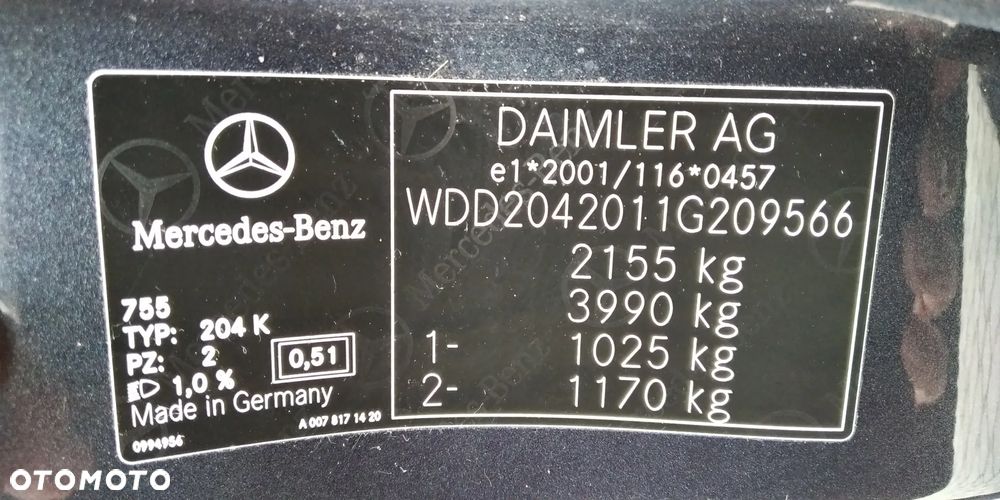 Mercedes-Benz
755
TYP: 204 K
PZ: 2
1,0 %
0,51
Made in Germany
A 007 817 14 20
0994956
DAIMLER AG
e1*2001/116*0457
WDD2042011G209566
2155 kg
3990 kg
1- 1025 kg
2- 1170 kg
OTOMOTO